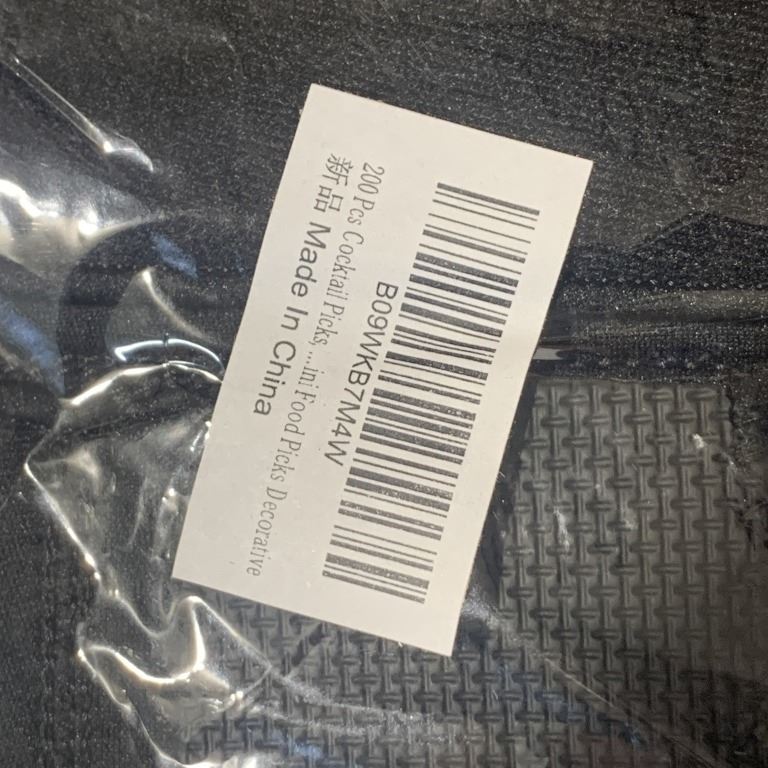 B09WKB7M4W
200 Pcs Cocktail Picks,...ini Food Picks Decorative
新品 Made In China